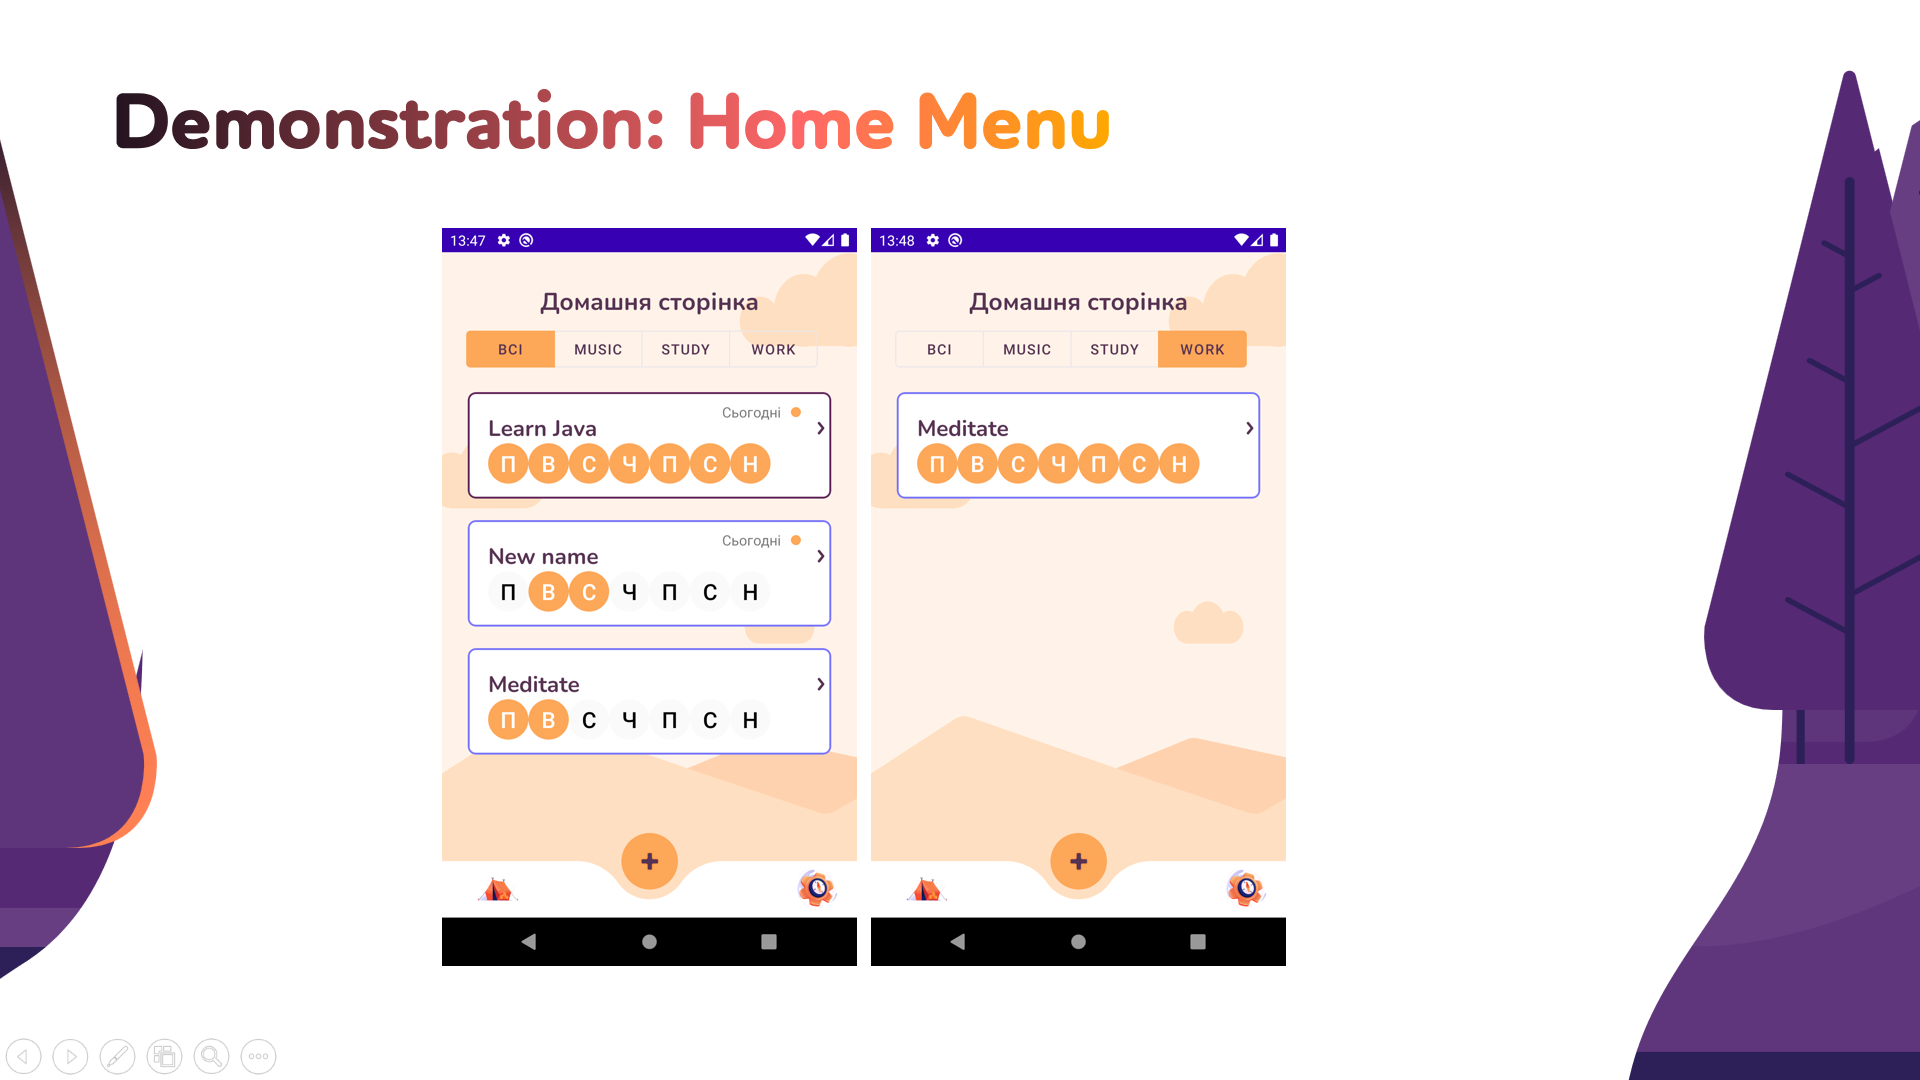 Demonstration: Home Menu
13:47
Домашня сторінка
ВСІ MUSIC STUDY WORK
Сьогодні
Learn Java
П В С Ч П С Н
Сьогодні
New name
П В С Ч П С Н
Meditate
П В С Ч П С Н
13:48
Домашня сторінка
ВСІ MUSIC STUDY WORK
Meditate
П В С Ч П С Н